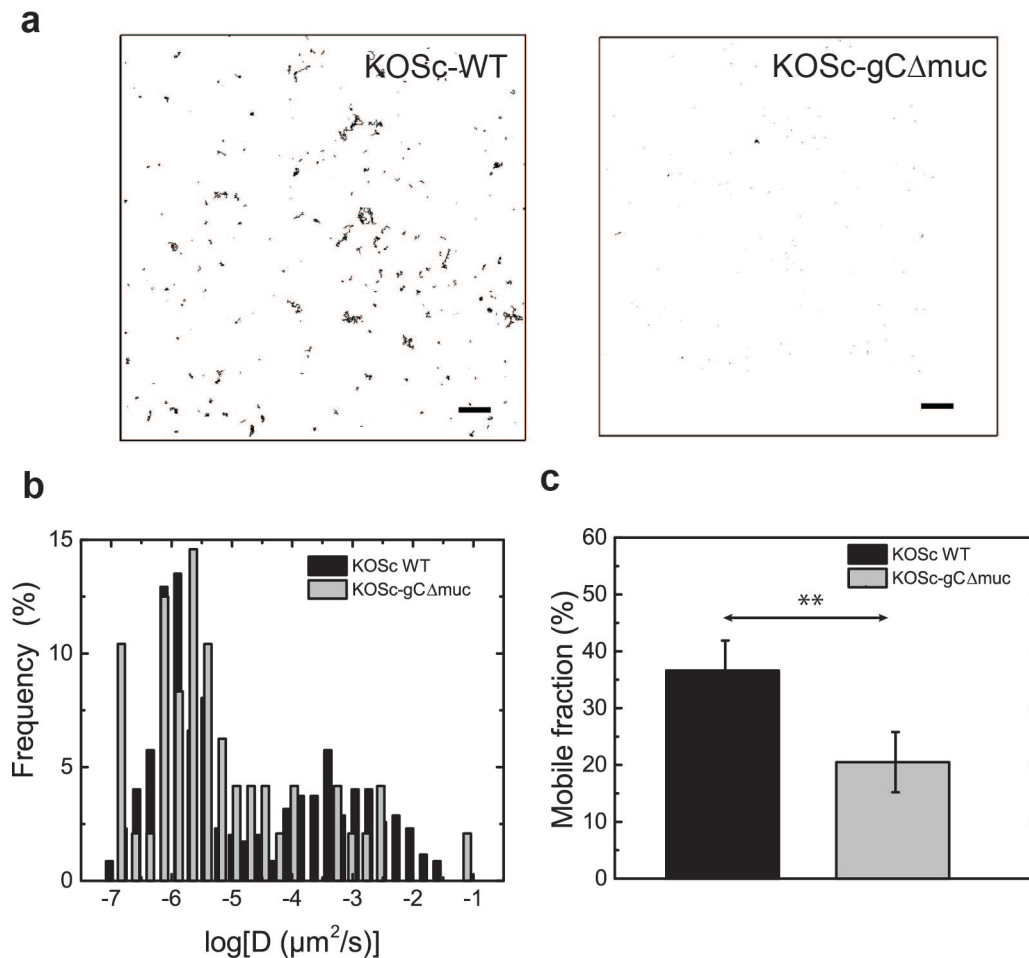 a
KOSc-WT
KOSc-gCΔmuc
b
Frequency (%)
15
10
5
0
KOSc WT
KOSc-gCΔmuc
-7 -6 -5 -4 -3 -2 -1
log[D (μm²/s)]
c
Mobile fraction (%)
60
50
40
30
20
10
0
KOSc WT
KOSc-gCΔmuc
**